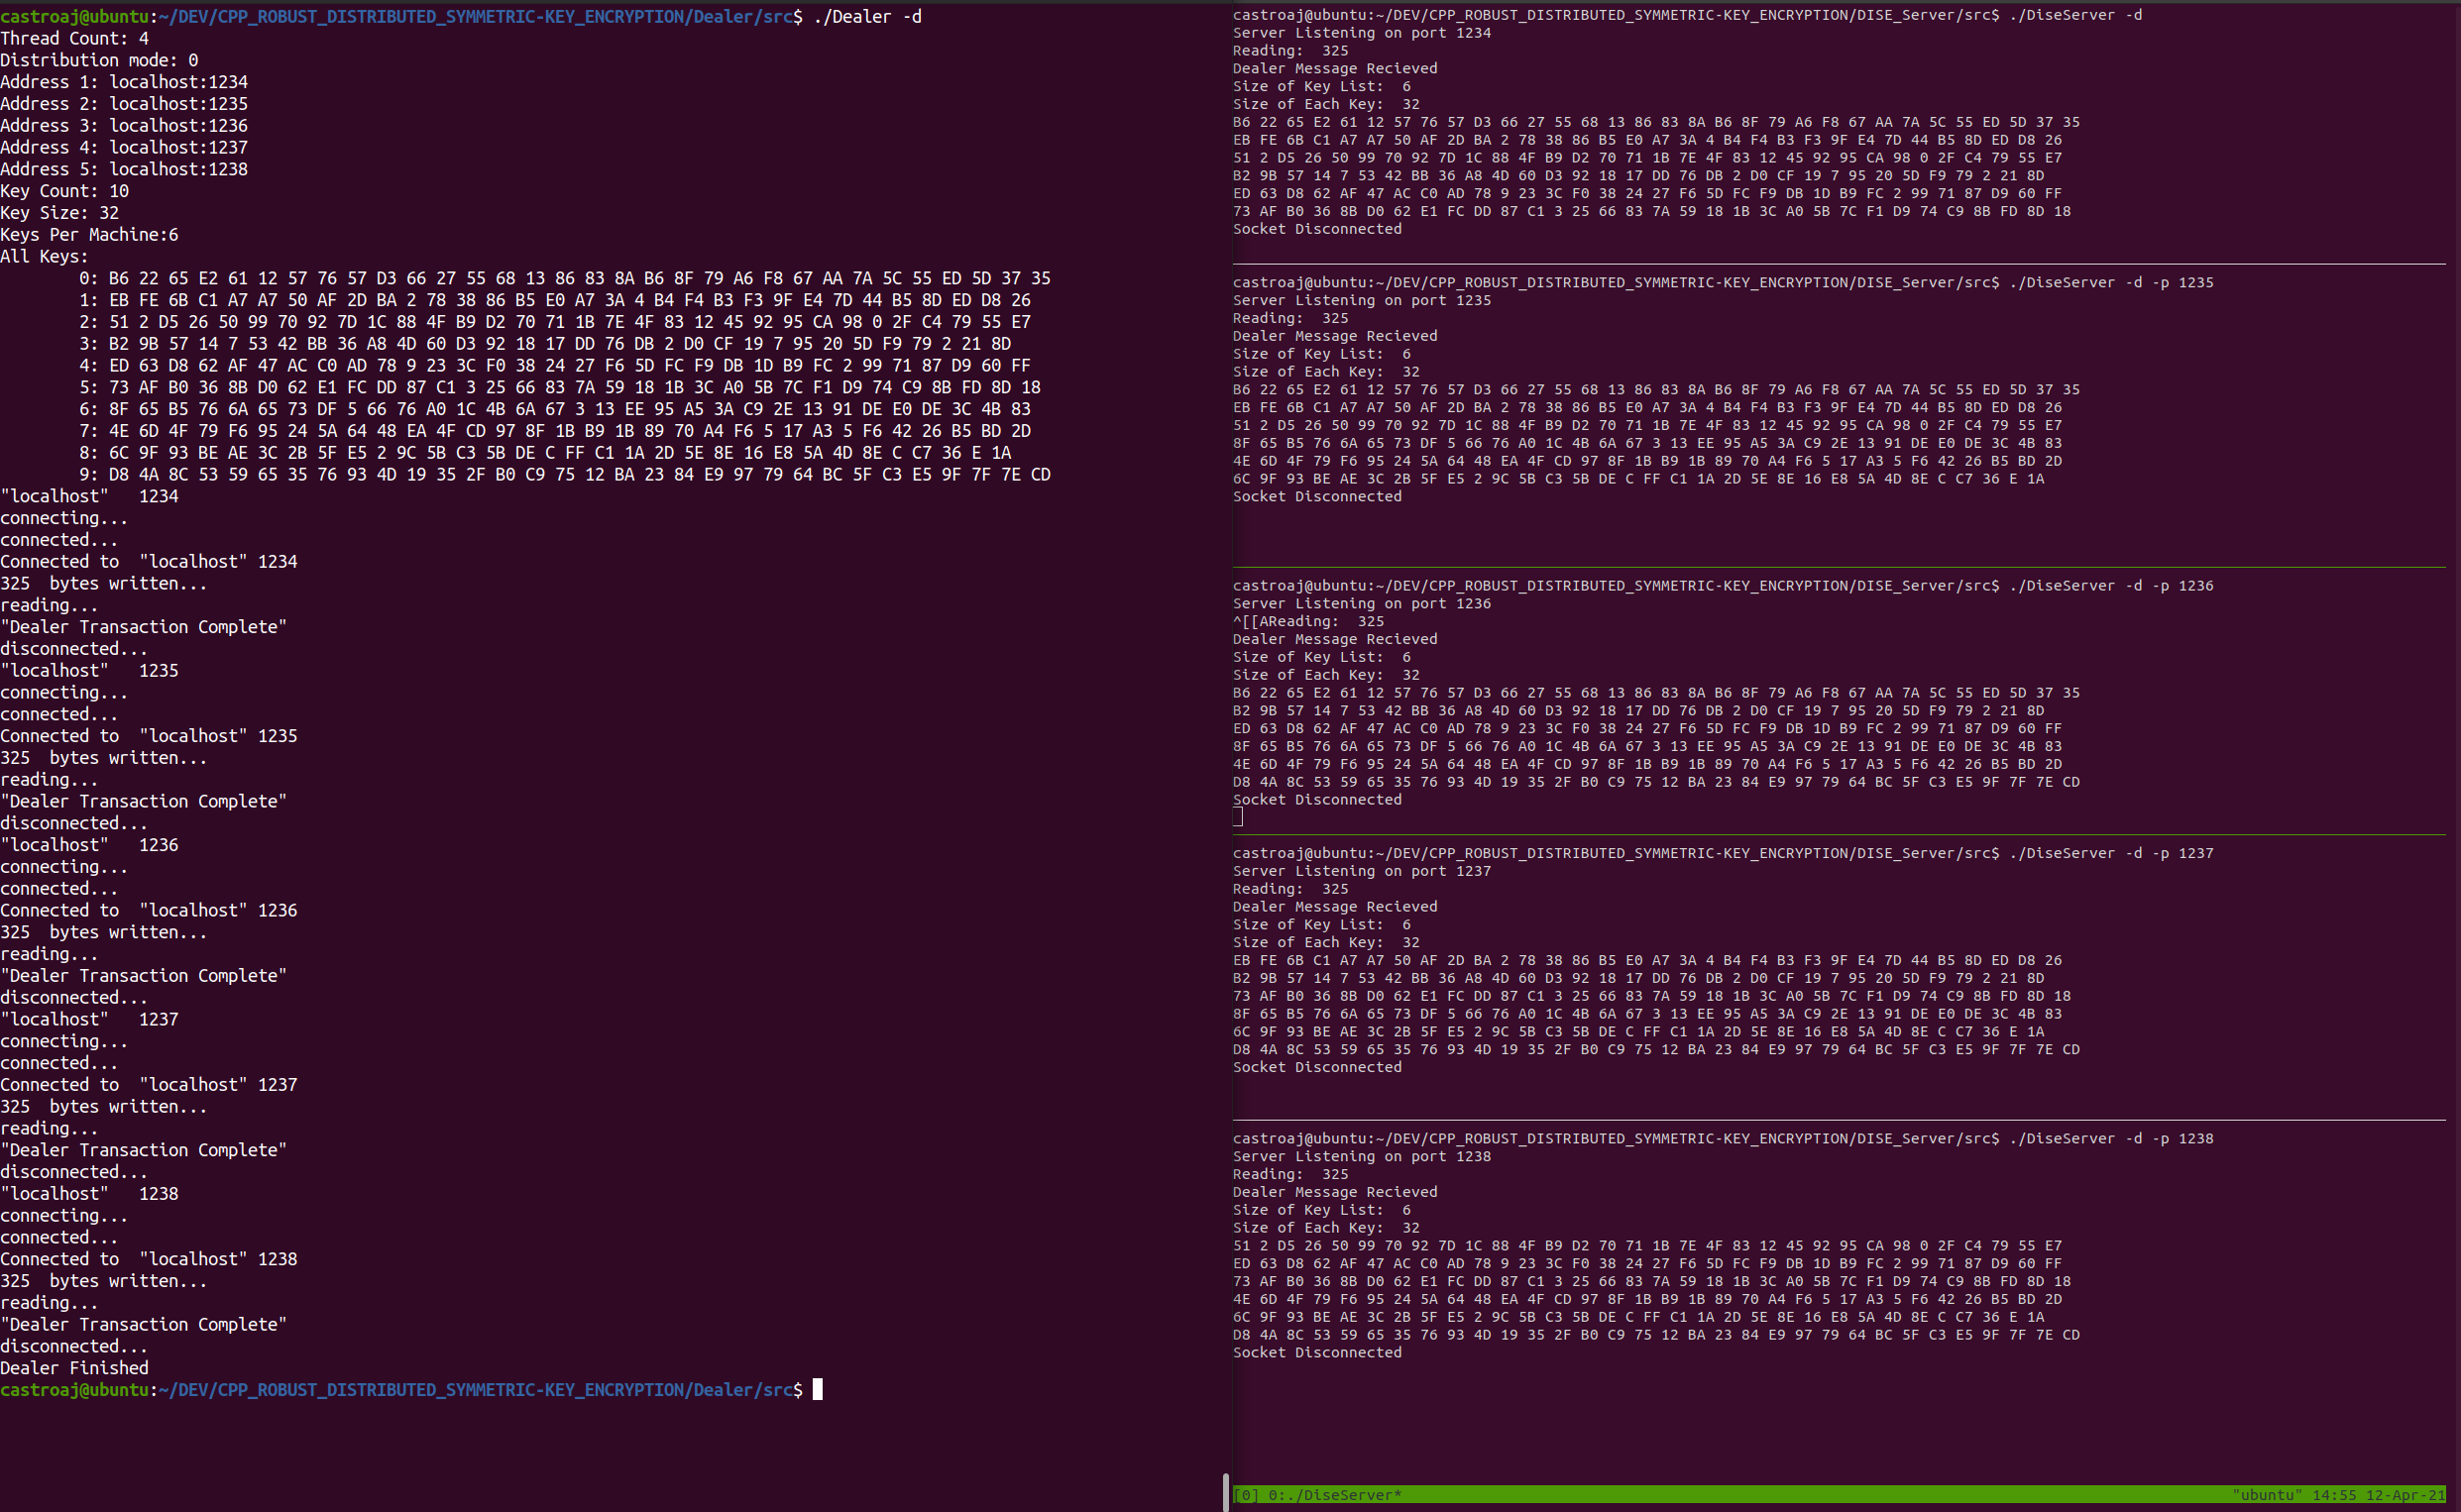 castroaj@ubuntu:~/DEV/CPP_ROBUST_DISTRIBUTED_SYMMETRIC-KEY_ENCRYPTION/Dealer/src$ ./Dealer -d
Thread Count: 4
Distribution mode: 0
Address 1: localhost:1234
Address 2: localhost:1235
Address 3: localhost:1236
Address 4: localhost:1237
Address 5: localhost:1238
Key Count: 10
Key Size: 32
Keys Per Machine:6
All Keys:
0: B6 22 65 E2 61 12 57 76 57 D3 66 27 55 68 13 86 83 8A B6 8F 79 A6 F8 67 AA 7A 5C 55 ED 5D 37 35
1: EB FE 6B C1 A7 A7 50 AF 2D BA 2 78 38 86 B5 E0 A7 3A 4 B4 F4 B3 F3 9F E4 7D 44 B5 8D ED D8 26
2: 51 2 D5 26 50 99 70 92 7D 1C 88 4F B9 D2 70 71 1B 7E 4F 83 12 45 92 95 CA 98 0 2F C4 79 55 E7
3: B2 9B 57 14 7 53 42 BB 36 A8 4D 60 D3 92 18 17 DD 76 DB 2 D0 CF 19 7 95 20 5D F9 79 2 21 8D
4: ED 63 D8 62 AF 47 AC C0 AD 78 9 23 3C F0 38 24 27 F6 5D FC F9 DB 1D B9 FC 2 99 71 87 D9 60 FF
5: 73 AF B0 36 8B D0 62 E1 FC DD 87 C1 3 25 66 83 7A 59 18 1B 3C A0 5B 7C F1 D9 74 C9 8B FD 8D 18
6: 8F 65 B5 76 6A 65 73 DF 5 66 76 A0 1C 4B 6A 67 3 13 EE 95 A5 3A C9 2E 13 91 DE E0 DE 3C 4B 83
7: 4E 6D 4F 79 F6 95 24 5A 64 48 EA 4F CD 97 8F 1B B9 1B 89 70 A4 F6 5 17 A3 5 F6 42 26 B5 BD 2D
8: 6C 9F 93 BE AE 3C 2B 5F E5 2 9C 5B C3 5B DE C FF C1 1A 2D 5E 8E 16 E8 5A 4D 8E C C7 36 E 1A
9: D8 4A 8C 53 59 65 35 76 93 4D 19 35 2F B0 C9 75 12 BA 23 84 E9 97 79 64 BC 5F C3 E5 9F 7F 7E CD
"localhost" 1234
connecting...
connected...
Connected to "localhost" 1234
325 bytes written...
reading...
"Dealer Transaction Complete"
disconnected...
"localhost" 1235
connecting...
connected...
Connected to "localhost" 1235
325 bytes written...
reading...
"Dealer Transaction Complete"
disconnected...
"localhost" 1236
connecting...
connected...
Connected to "localhost" 1236
325 bytes written...
reading...
"Dealer Transaction Complete"
disconnected...
"localhost" 1237
connecting...
connected...
Connected to "localhost" 1237
325 bytes written...
reading...
"Dealer Transaction Complete"
disconnected...
"localhost" 1238
connecting...
connected...
Connected to "localhost" 1238
325 bytes written...
reading...
"Dealer Transaction Complete"
disconnected...
Dealer Finished
castroaj@ubuntu:~/DEV/CPP_ROBUST_DISTRIBUTED_SYMMETRIC-KEY_ENCRYPTION/Dealer/src$
castroaj@ubuntu:~/DEV/CPP_ROBUST_DISTRIBUTED_SYMMETRIC-KEY_ENCRYPTION/DISE_Server/src$ ./DiseServer -d
Server Listening on port 1234
Reading: 325
Dealer Message Recieved
Size of Key List: 6
Size of Each Key: 32
B6 22 65 E2 61 12 57 76 57 D3 66 27 55 68 13 86 83 8A B6 8F 79 A6 F8 67 AA 7A 5C 55 ED 5D 37 35
EB FE 6B C1 A7 A7 50 AF 2D BA 2 78 38 86 B5 E0 A7 3A 4 B4 F4 B3 F3 9F E4 7D 44 B5 8D ED D8 26
51 2 D5 26 50 99 70 92 7D 1C 88 4F B9 D2 70 71 1B 7E 4F 83 12 45 92 95 CA 98 0 2F C4 79 55 E7
B2 9B 57 14 7 53 42 BB 36 A8 4D 60 D3 92 18 17 DD 76 DB 2 D0 CF 19 7 95 20 5D F9 79 2 21 8D
ED 63 D8 62 AF 47 AC C0 AD 78 9 23 3C F0 38 24 27 F6 5D FC F9 DB 1D B9 FC 2 99 71 87 D9 60 FF
73 AF B0 36 8B D0 62 E1 FC DD 87 C1 3 25 66 83 7A 59 18 1B 3C A0 5B 7C F1 D9 74 C9 8B FD 8D 18
Socket Disconnected
castroaj@ubuntu:~/DEV/CPP_ROBUST_DISTRIBUTED_SYMMETRIC-KEY_ENCRYPTION/DISE_Server/src$ ./DiseServer -d -p 1235
Server Listening on port 1235
Reading: 325
Dealer Message Recieved
Size of Key List: 6
Size of Each Key: 32
B6 22 65 E2 61 12 57 76 57 D3 66 27 55 68 13 86 83 8A B6 8F 79 A6 F8 67 AA 7A 5C 55 ED 5D 37 35
EB FE 6B C1 A7 A7 50 AF 2D BA 2 78 38 86 B5 E0 A7 3A 4 B4 F4 B3 F3 9F E4 7D 44 B5 8D ED D8 26
51 2 D5 26 50 99 70 92 7D 1C 88 4F B9 D2 70 71 1B 7E 4F 83 12 45 92 95 CA 98 0 2F C4 79 55 E7
8F 65 B5 76 6A 65 73 DF 5 66 76 A0 1C 4B 6A 67 3 13 EE 95 A5 3A C9 2E 13 91 DE E0 DE 3C 4B 83
4E 6D 4F 79 F6 95 24 5A 64 48 EA 4F CD 97 8F 1B B9 1B 89 70 A4 F6 5 17 A3 5 F6 42 26 B5 BD 2D
6C 9F 93 BE AE 3C 2B 5F E5 2 9C 5B C3 5B DE C FF C1 1A 2D 5E 8E 16 E8 5A 4D 8E C C7 36 E 1A
Socket Disconnected
castroaj@ubuntu:~/DEV/CPP_ROBUST_DISTRIBUTED_SYMMETRIC-KEY_ENCRYPTION/DISE_Server/src$ ./DiseServer -d -p 1236
Server Listening on port 1236
^[[AReading: 325
Dealer Message Recieved
Size of Key List: 6
Size of Each Key: 32
B6 22 65 E2 61 12 57 76 57 D3 66 27 55 68 13 86 83 8A B6 8F 79 A6 F8 67 AA 7A 5C 55 ED 5D 37 35
B2 9B 57 14 7 53 42 BB 36 A8 4D 60 D3 92 18 17 DD 76 DB 2 D0 CF 19 7 95 20 5D F9 79 2 21 8D
ED 63 D8 62 AF 47 AC C0 AD 78 9 23 3C F0 38 24 27 F6 5D FC F9 DB 1D B9 FC 2 99 71 87 D9 60 FF
8F 65 B5 76 6A 65 73 DF 5 66 76 A0 1C 4B 6A 67 3 13 EE 95 A5 3A C9 2E 13 91 DE E0 DE 3C 4B 83
4E 6D 4F 79 F6 95 24 5A 64 48 EA 4F CD 97 8F 1B B9 1B 89 70 A4 F6 5 17 A3 5 F6 42 26 B5 BD 2D
D8 4A 8C 53 59 65 35 76 93 4D 19 35 2F B0 C9 75 12 BA 23 84 E9 97 79 64 BC 5F C3 E5 9F 7F 7E CD
Socket Disconnected
castroaj@ubuntu:~/DEV/CPP_ROBUST_DISTRIBUTED_SYMMETRIC-KEY_ENCRYPTION/DISE_Server/src$ ./DiseServer -d -p 1237
Server Listening on port 1237
Reading: 325
Dealer Message Recieved
Size of Key List: 6
Size of Each Key: 32
EB FE 6B C1 A7 A7 50 AF 2D BA 2 78 38 86 B5 E0 A7 3A 4 B4 F4 B3 F3 9F E4 7D 44 B5 8D ED D8 26
B2 9B 57 14 7 53 42 BB 36 A8 4D 60 D3 92 18 17 DD 76 DB 2 D0 CF 19 7 95 20 5D F9 79 2 21 8D
73 AF B0 36 8B D0 62 E1 FC DD 87 C1 3 25 66 83 7A 59 18 1B 3C A0 5B 7C F1 D9 74 C9 8B FD 8D 18
8F 65 B5 76 6A 65 73 DF 5 66 76 A0 1C 4B 6A 67 3 13 EE 95 A5 3A C9 2E 13 91 DE E0 DE 3C 4B 83
6C 9F 93 BE AE 3C 2B 5F E5 2 9C 5B C3 5B DE C FF C1 1A 2D 5E 8E 16 E8 5A 4D 8E C C7 36 E 1A
D8 4A 8C 53 59 65 35 76 93 4D 19 35 2F B0 C9 75 12 BA 23 84 E9 97 79 64 BC 5F C3 E5 9F 7F 7E CD
Socket Disconnected
castroaj@ubuntu:~/DEV/CPP_ROBUST_DISTRIBUTED_SYMMETRIC-KEY_ENCRYPTION/DISE_Server/src$ ./DiseServer -d -p 1238
Server Listening on port 1238
Reading: 325
Dealer Message Recieved
Size of Key List: 6
Size of Each Key: 32
51 2 D5 26 50 99 70 92 7D 1C 88 4F B9 D2 70 71 1B 7E 4F 83 12 45 92 95 CA 98 0 2F C4 79 55 E7
ED 63 D8 62 AF 47 AC C0 AD 78 9 23 3C F0 38 24 27 F6 5D FC F9 DB 1D B9 FC 2 99 71 87 D9 60 FF
73 AF B0 36 8B D0 62 E1 FC DD 87 C1 3 25 66 83 7A 59 18 1B 3C A0 5B 7C F1 D9 74 C9 8B FD 8D 18
4E 6D 4F 79 F6 95 24 5A 64 48 EA 4F CD 97 8F 1B B9 1B 89 70 A4 F6 5 17 A3 5 F6 42 26 B5 BD 2D
6C 9F 93 BE AE 3C 2B 5F E5 2 9C 5B C3 5B DE C FF C1 1A 2D 5E 8E 16 E8 5A 4D 8E C C7 36 E 1A
D8 4A 8C 53 59 65 35 76 93 4D 19 35 2F B0 C9 75 12 BA 23 84 E9 97 79 64 BC 5F C3 E5 9F 7F 7E CD
Socket Disconnected
[0] 0:./DiseServer* "ubuntu" 14:55 12-Apr-21